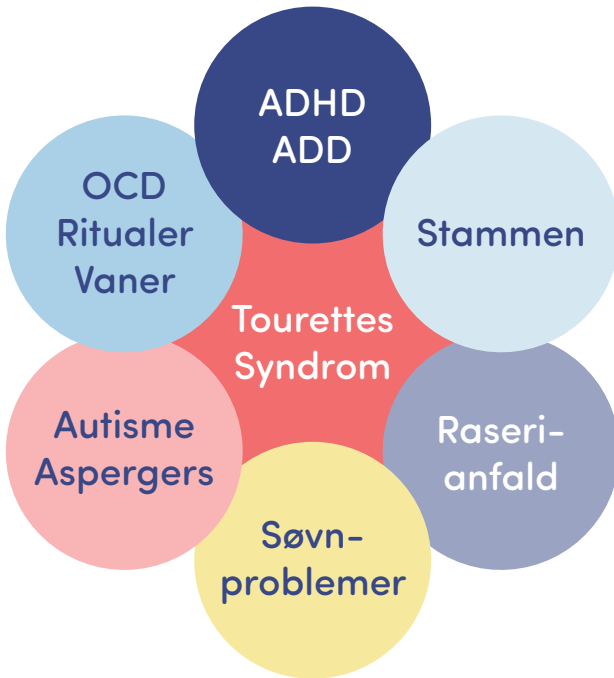 ADHD
ADD
OCD
Ritualer
Vaner
Stammen
Tourettes
Syndrom
Autisme
Aspergers
Raseri-
anfald
Søvn-
problemer